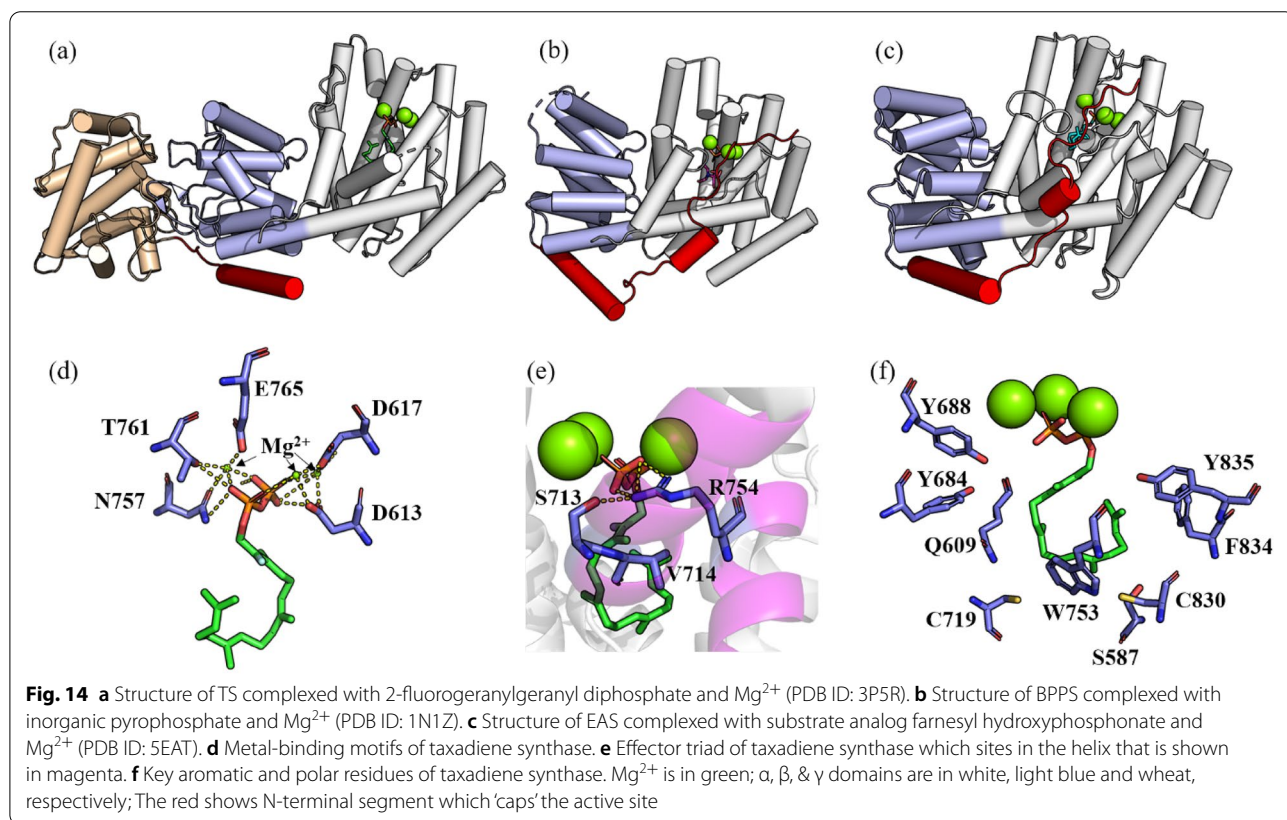 (a)
(b)
(c)
(d)
E765
D617
T761
Mg²⁺
N757
D613
(e)
S713
R754
V714
(f)
Y688
Y684
Y835
Q609
F834
C719
W753
C830
S587
Fig. 14 a Structure of TS complexed with 2-fluorogeranylgeranyl diphosphate and Mg²⁺ (PDB ID: 3P5R). b Structure of BPPS complexed with
inorganic pyrophosphate and Mg²⁺ (PDB ID: 1N1Z). c Structure of EAS complexed with substrate analog farnesyl hydroxyphosphonate and
Mg²⁺ (PDB ID: 5EAT). d Metal-binding motifs of taxadiene synthase. e Effector triad of taxadiene synthase which sites in the helix that is shown
in magenta. f Key aromatic and polar residues of taxadiene synthase. Mg²⁺ is in green; α, β, & γ domains are in white, light blue and wheat,
respectively; The red shows N-terminal segment which ‘caps’ the active site